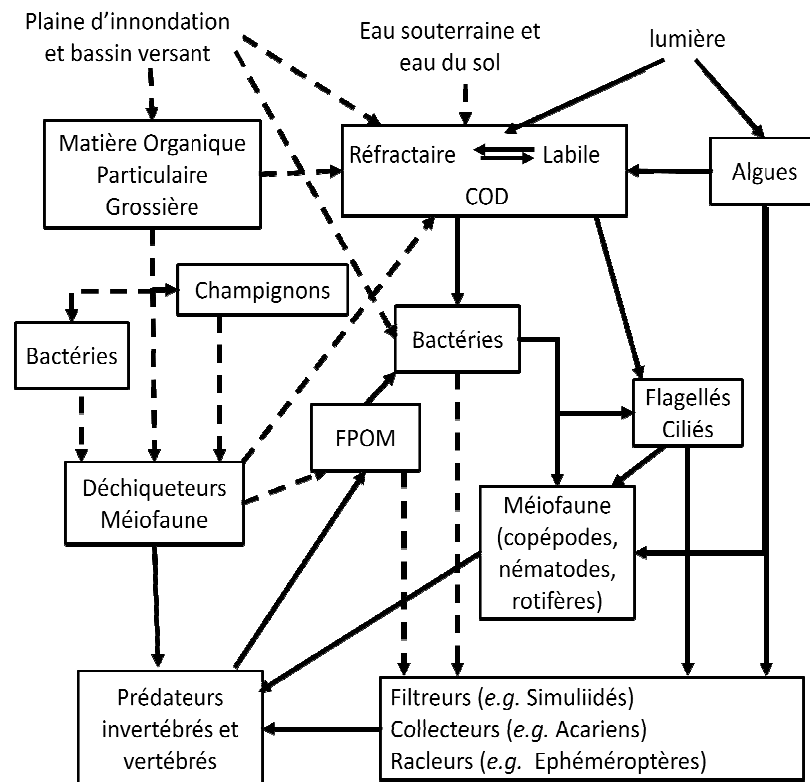 Plaine d'innondation
et bassin versant
Eau souterraine et
eau du sol
lumière
Matière Organique
Particulaire
Grossière
Réfractaire
Labile
COD
Algues
Champignons
Bactéries
Bactéries
Flagellés
Ciliés
FPOM
Déchiqueteurs
Méiofaune
Méiofaune
(copépodes,
nématodes,
rotifères)
Prédateurs
invertébrés et
vertébrés
Filtreurs (e.g. Simuliidés)
Collecteurs (e.g. Acariens)
Racleurs (e.g. Ephéméroptères)